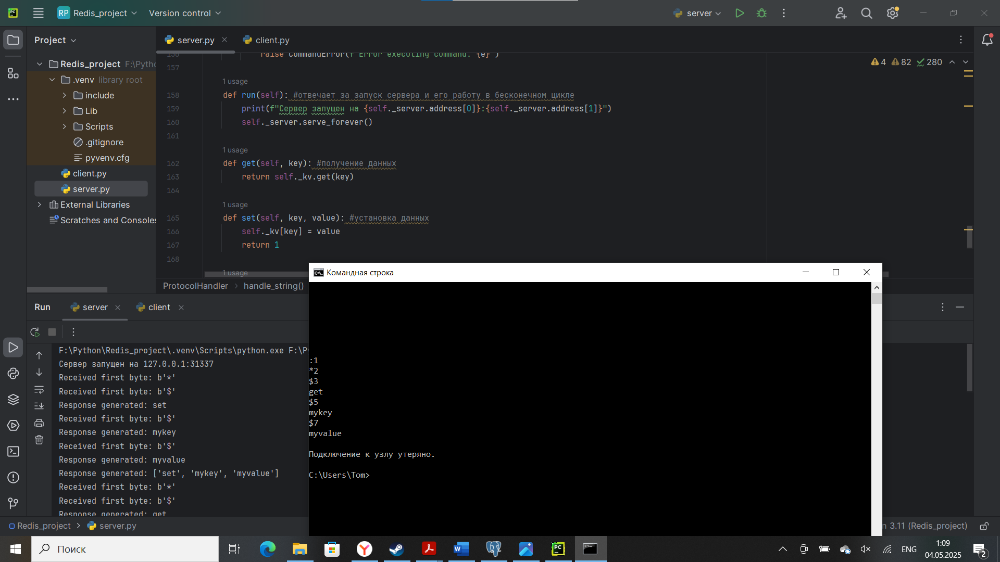 RP Redis_project Version control server
Project
server.py client.py
Redis_project F:\Pytho
.venv library root
include
Lib
Scripts
.gitignore
pyvenv.cfg
client.py
server.py
External Libraries
Scratches and Consoles
156 raise CommandError(f"Error executing command: {e}")
157
4 82 280
1 usage
158 def run(self): #отвечает за запуск сервера и его работу в бесконечном цикле
159 print(f"Сервер запущен на {self._server.address[0]}:{self._server.address[1]}")
160 self._server.serve_forever()
161
1 usage
162 def get(self, key): #получение данных
163 return self._kv.get(key)
164
1 usage
165 def set(self, key, value): #установка данных
166 self._kv[key] = value
167 return 1
168
1 usage
ProtocolHandler handle_string()
Run server client
F:\Python\Redis_project\.venv\Scripts\python.exe F:\P
Сервер запущен на 127.0.0.1:31337
Received first byte: b'*'
Received first byte: b'$'
Response generated: set
Received first byte: b'$'
Response generated: mykey
Received first byte: b'$'
Response generated: myvalue
Response generated: ['set', 'mykey', 'myvalue']
Received first byte: b'*'
Received first byte: b'$'
Response generated: get
Командная строка
:1
*2
$3
get
$5
mykey
$7
myvalue
Подключение к узлу утеряно.
C:\Users\Tom>
Redis_project server.py
n 3.11 (Redis_project)
Поиск
ENG
1:09
04.05.2025
2